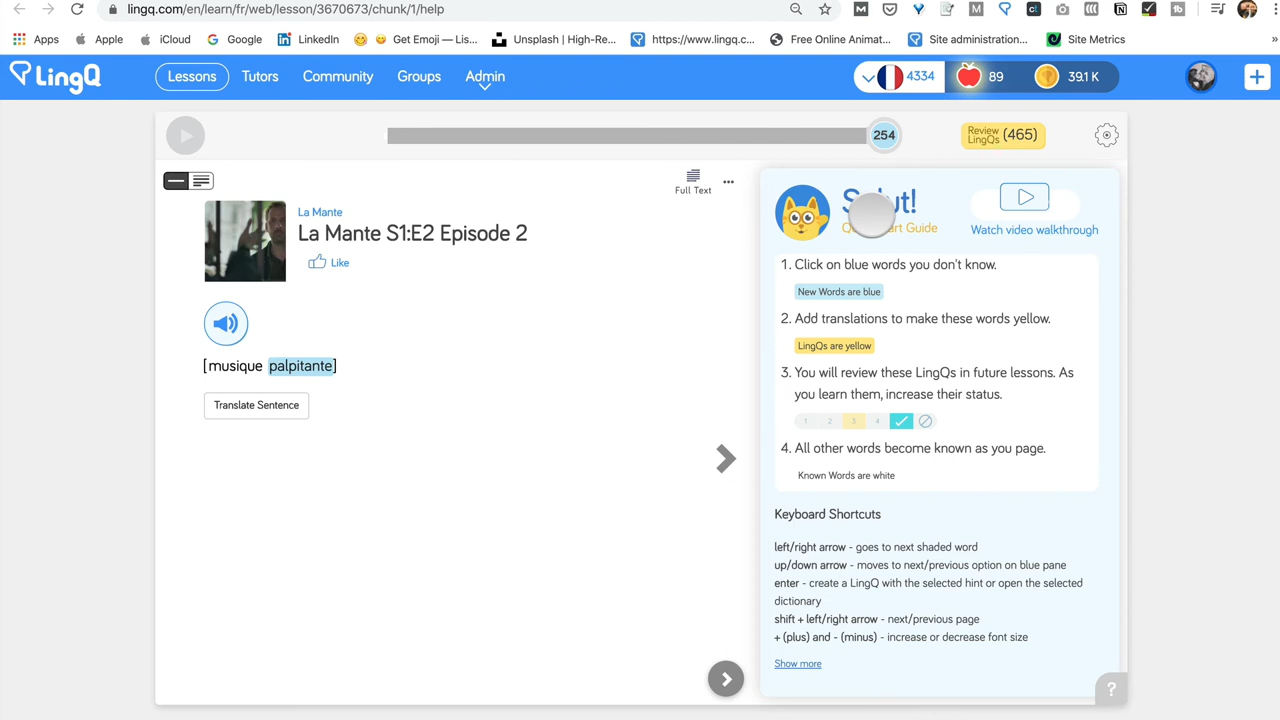 lingq.com/en/learn/fr/web/lesson/3670673/chunk/1/help
Apps Apple iCloud Google LinkedIn Get Emoji — Lis... Unsplash | High-Re... https://www.lingq.c... Free Online Animat... Site administration... Site Metrics »
LingQ Lessons Tutors Community Groups Admin 4334 89 39.1 K +
254 Review LingQs (465)
Full Text
La Mante
La Mante S1:E2 Episode 2
Like
[musique palpitante]
Translate Sentence
Watch video walkthrough
1. Click on blue words you don't know.
New Words are blue
2. Add translations to make these words yellow.
LingQs are yellow
3. You will review these LingQs in future lessons. As
you learn them, increase their status.
1 2 3 4
4. All other words become known as you page.
Known Words are white
Keyboard Shortcuts
left/right arrow - goes to next shaded word
up/down arrow - moves to next/previous option on blue pane
enter - create a LingQ with the selected hint or open the selected
dictionary
shift + left/right arrow - next/previous page
+ (plus) and - (minus) - increase or decrease font size
Show more
?